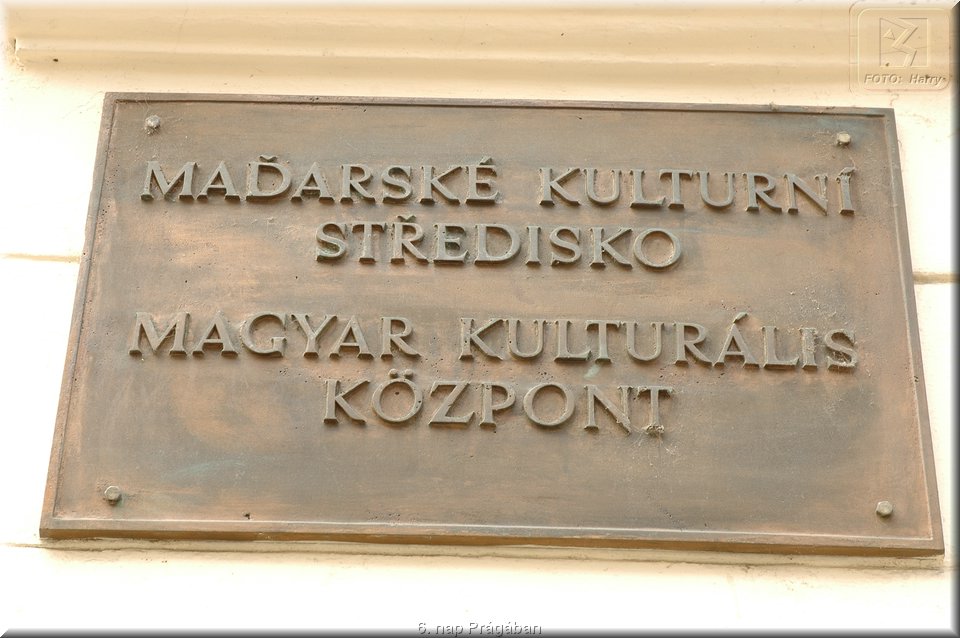 FOTO: Harry
MAĎARSKÉ KULTURNÍ
STŘEDISKO
MAGYAR KULTURÁLIS
KÖZPONT
6. nap Prágában